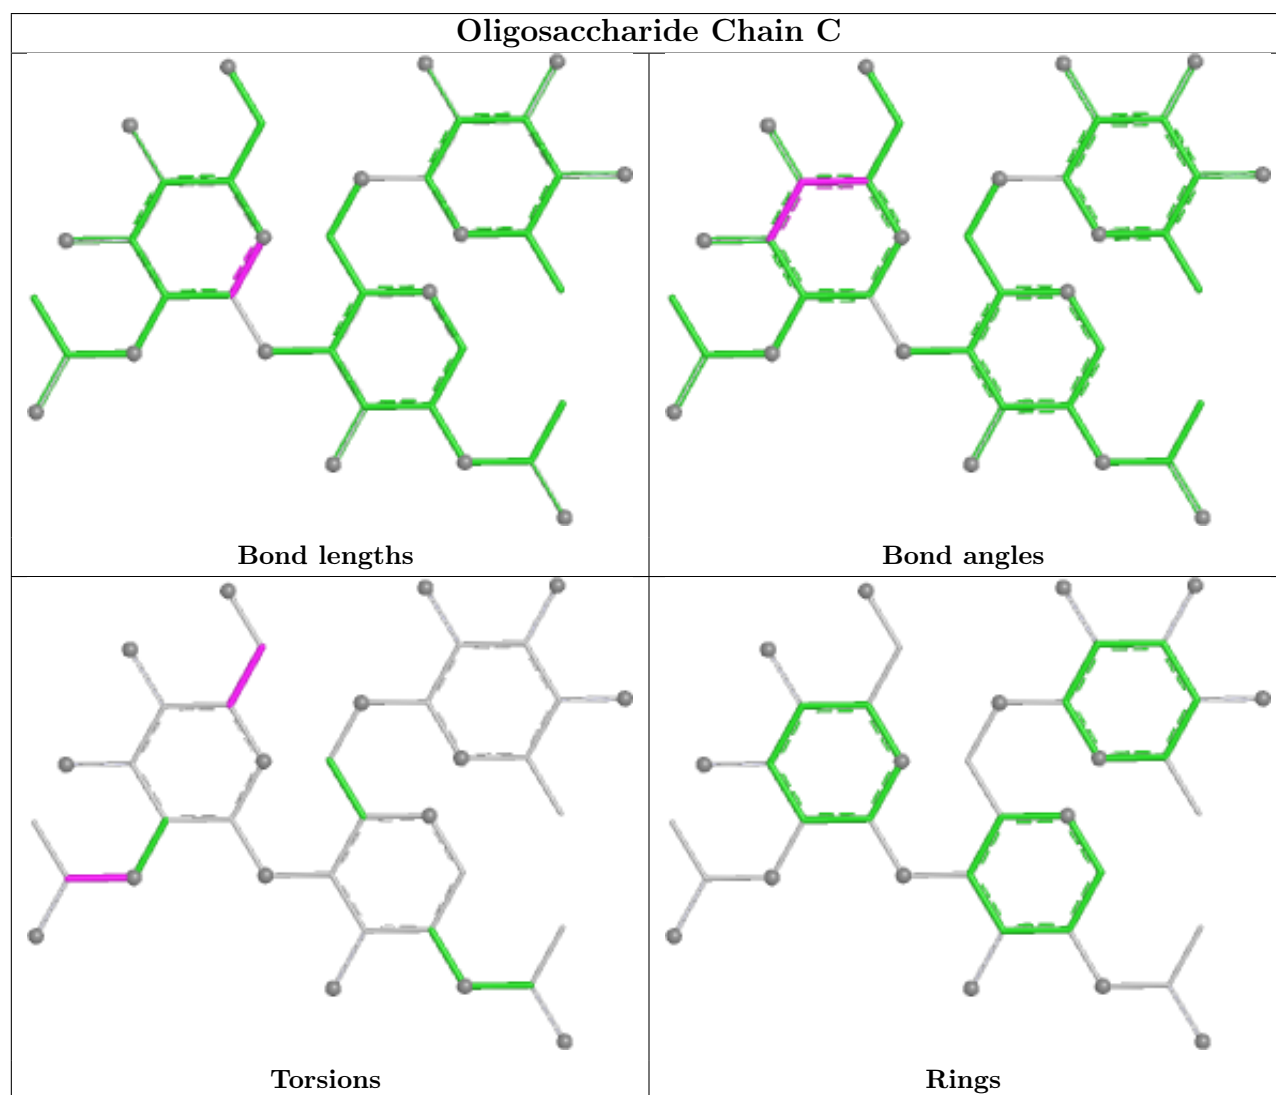 Oligosaccharide Chain C
Bond lengths
Bond angles
Torsions
Rings